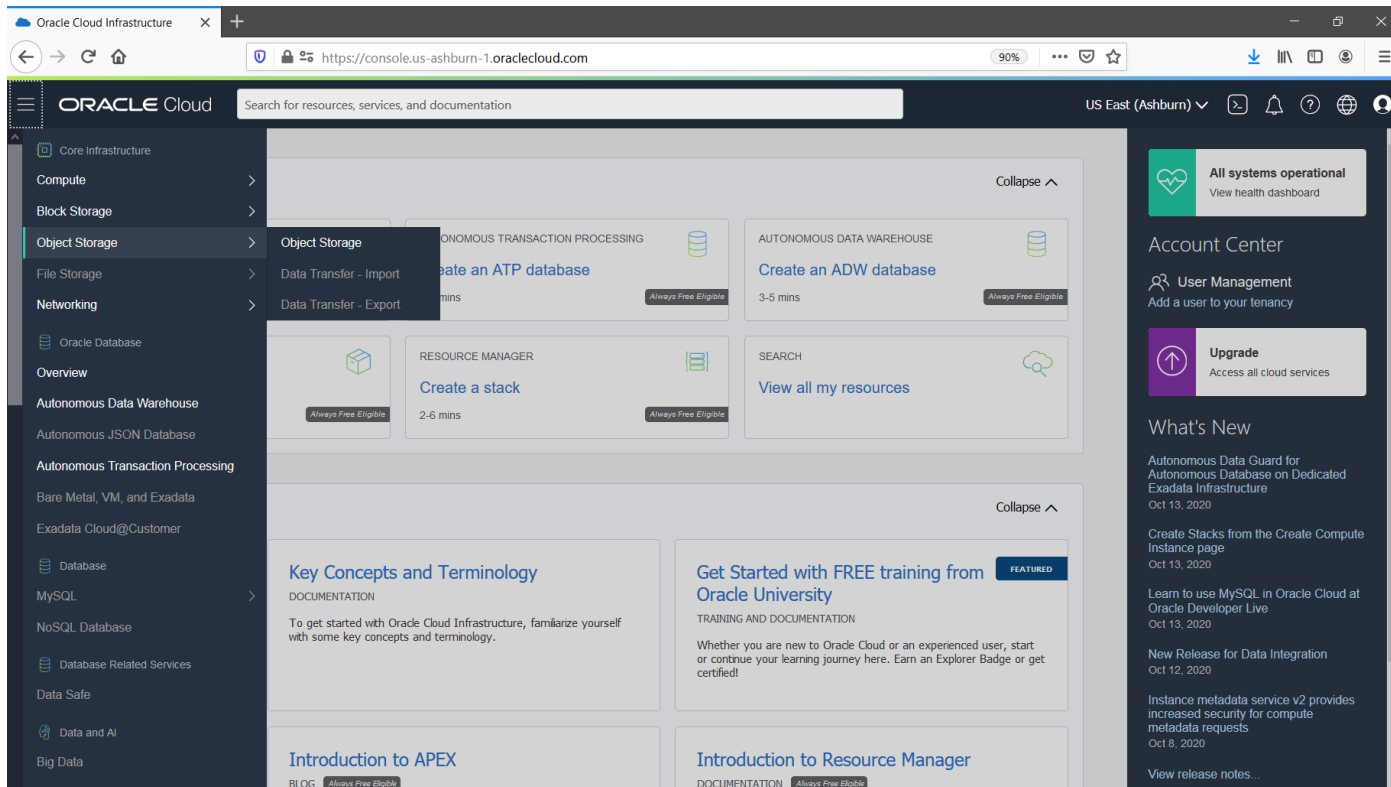 Oracle Cloud Infrastructure
https://console.us-ashburn-1.oraclecloud.com
90%
ORACLE Cloud
Search for resources, services, and documentation
US East (Ashburn)
Core Infrastructure
Compute
Block Storage
Object Storage
File Storage
Networking
Oracle Database
Overview
Autonomous Data Warehouse
Autonomous JSON Database
Autonomous Transaction Processing
Bare Metal, VM, and Exadata
Exadata Cloud@Customer
Database
MySQL
NoSQL Database
Database Related Services
Data Safe
Data and AI
Big Data
Object Storage
Data Transfer - Import
Data Transfer - Export
Collapse
ONOMOUS TRANSACTION PROCESSING
eate an ATP database
mins
Always Free Eligible
AUTONOMOUS DATA WAREHOUSE
Create an ADW database
3-5 mins
Always Free Eligible
Always Free Eligible
RESOURCE MANAGER
Create a stack
2-6 mins
Always Free Eligible
SEARCH
View all my resources
Collapse
Key Concepts and Terminology
DOCUMENTATION
To get started with Oracle Cloud Infrastructure, familiarize yourself
with some key concepts and terminology.
FEATURED
Get Started with FREE training from
Oracle University
TRAINING AND DOCUMENTATION
Whether you are new to Oracle Cloud or an experienced user, start
or continue your learning journey here. Earn an Explorer Badge or get
certified!
Introduction to APEX
BLOG Always Free Eligible
Introduction to Resource Manager
DOCUMENTATION Always Free Eligible
All systems operational
View health dashboard
Account Center
User Management
Add a user to your tenancy
Upgrade
Access all cloud services
What's New
Autonomous Data Guard for
Autonomous Database on Dedicated
Exadata Infrastructure
Oct 13, 2020
Create Stacks from the Create Compute
Instance page
Oct 13, 2020
Learn to use MySQL in Oracle Cloud at
Oracle Developer Live
Oct 13, 2020
New Release for Data Integration
Oct 12, 2020
Instance metadata service v2 provides
increased security for compute
metadata requests
Oct 8, 2020
View release notes...